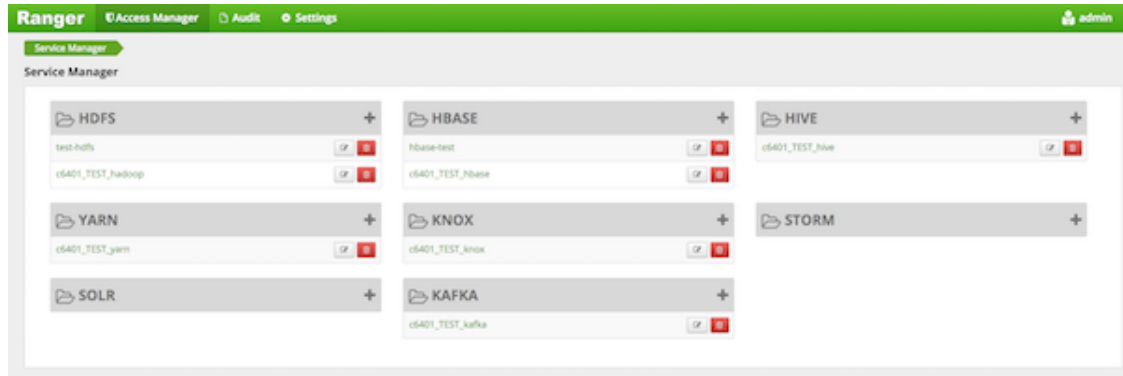 Ranger Access Manager Audit Settings admin
Service Manager
Service Manager
HDFS HBASE HIVE
test-hdfs hbase-test c6401_TEST_hive
c6401_TEST_hadoop c6401_TEST_hbase
YARN KNOX STORM
c6401_TEST_yarn c6401_TEST_knox
SOLR KAFKA
c6401_TEST_kafka